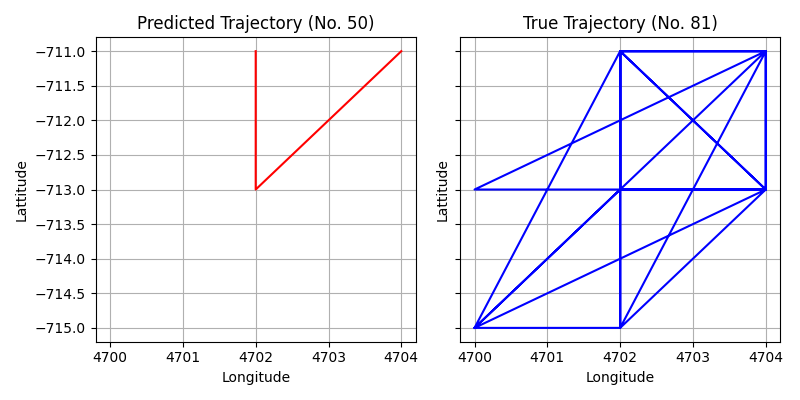 Predicted Trajectory (No. 50)
True Trajectory (No. 81)
−711.0
−711.5
−712.0
−712.5
−713.0
−713.5
−714.0
−714.5
−715.0
Lattitude
Lattitude
4700 4701 4702 4703 4704
4700 4701 4702 4703 4704
Longitude
Longitude